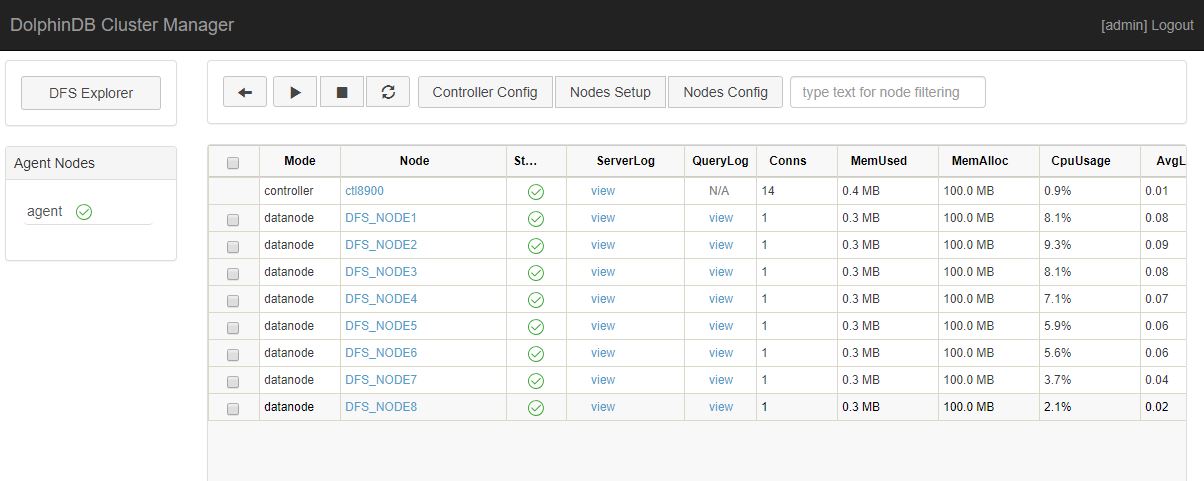 DolphinDB Cluster Manager [admin] Logout
DFS Explorer
Controller Config Nodes Setup Nodes Config type text for node filtering
Agent Nodes
agent
Mode Node St... ServerLog QueryLog Conns MemUsed MemAlloc CpuUsage AvgL
controller ctl8900 view N/A 14 0.4 MB 100.0 MB 0.9% 0.01
datanode DFS_NODE1 view view 1 0.3 MB 100.0 MB 8.1% 0.08
datanode DFS_NODE2 view view 1 0.3 MB 100.0 MB 9.3% 0.09
datanode DFS_NODE3 view view 1 0.3 MB 100.0 MB 8.1% 0.08
datanode DFS_NODE4 view view 1 0.3 MB 100.0 MB 7.1% 0.07
datanode DFS_NODE5 view view 1 0.3 MB 100.0 MB 5.9% 0.06
datanode DFS_NODE6 view view 1 0.3 MB 100.0 MB 5.6% 0.06
datanode DFS_NODE7 view view 1 0.3 MB 100.0 MB 3.7% 0.04
datanode DFS_NODE8 view view 1 0.3 MB 100.0 MB 2.1% 0.02